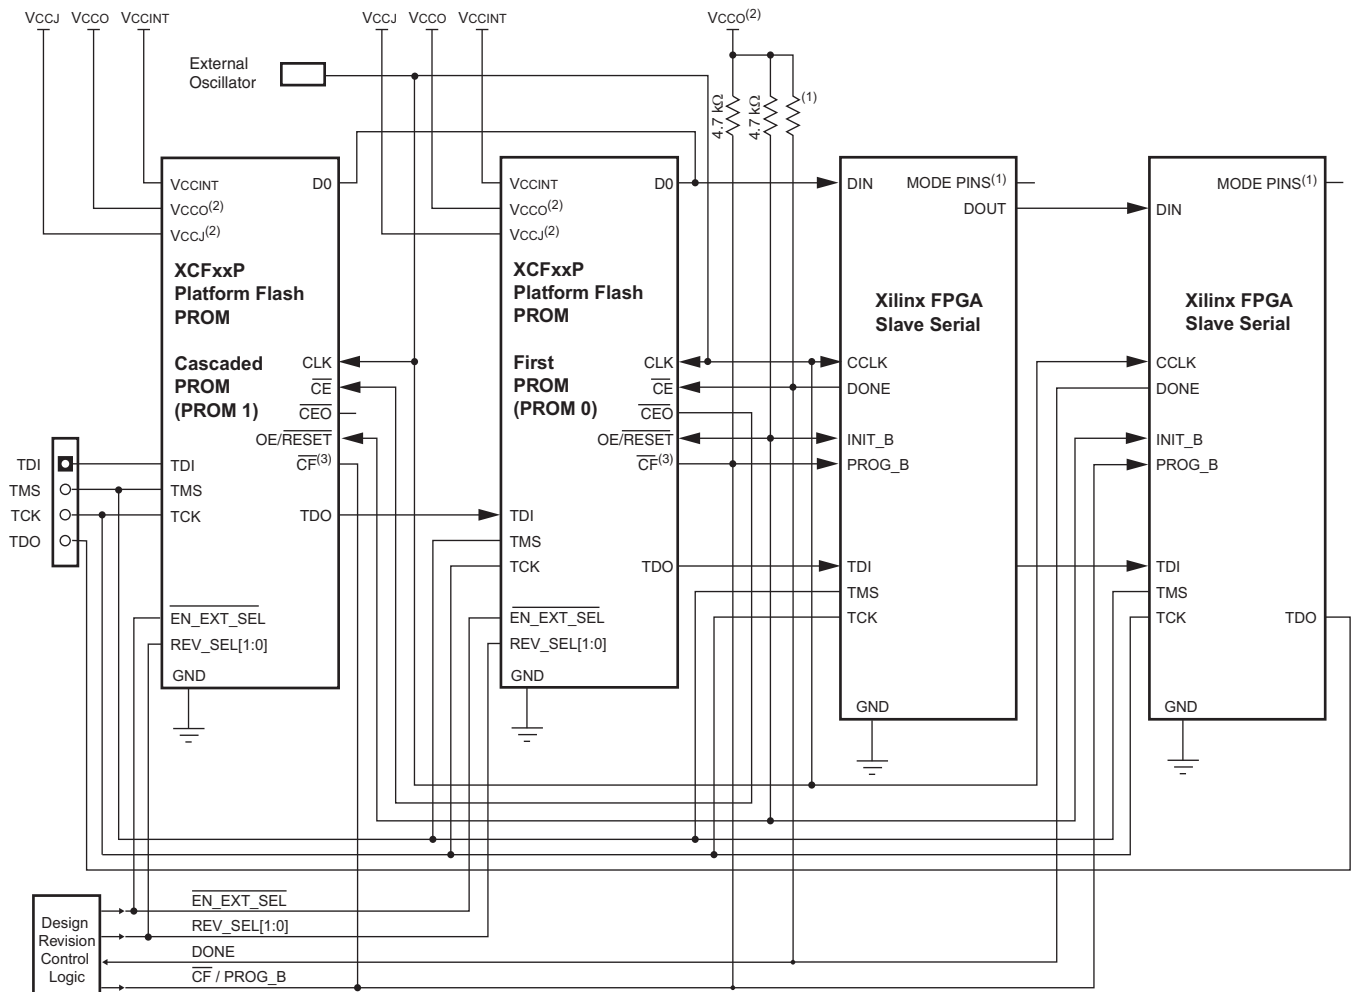 VCCJ VCCO VCCINT
VCCJ VCCO VCCINT
VCCO(2)
External
Oscillator
4.7 kΩ
4.7 kΩ
(1)
VCCINT
VCCO(2)
VCCJ(2)
D0
XCFxxP
Platform Flash
PROM
Cascaded
PROM
(PROM 1)
CLK
CE
CEO
OE/RESET
CF(3)
TDI
TMS
TCK
TDO
EN_EXT_SEL
REV_SEL[1:0]
GND
TDI
TMS
TCK
TDO
VCCINT
VCCO(2)
VCCJ(2)
D0
XCFxxP
Platform Flash
PROM
First
PROM
(PROM 0)
CLK
CE
CEO
OE/RESET
CF(3)
TDI
TMS
TCK
TDO
EN_EXT_SEL
REV_SEL[1:0]
GND
DIN
MODE PINS(1)
DOUT
Xilinx FPGA
Slave Serial
CCLK
DONE
INIT_B
PROG_B
TDI
TMS
TCK
GND
MODE PINS(1)
DIN
Xilinx FPGA
Slave Serial
CCLK
DONE
INIT_B
PROG_B
TDI
TMS
TCK
TDO
GND
Design
Revision
Control
Logic
EN_EXT_SEL
REV_SEL[1:0]
DONE
CF / PROG_B